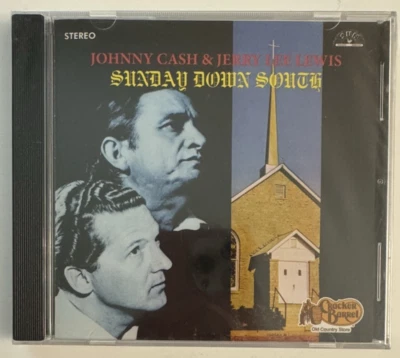 STEREO
JOHNNY CASH & JERRY LEE LEWIS
SUNDAY DOWN SOUTH
Cracker
Barrel
Old Country Store